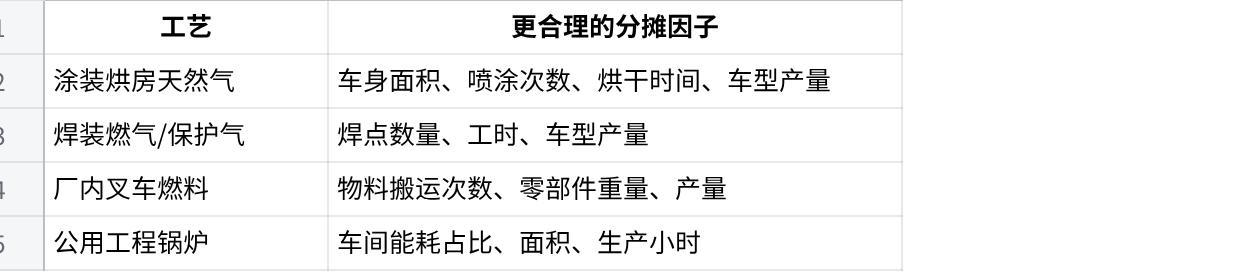 工艺 更合理的分摊因子
2 涂装烘房天然气 车身面积、喷涂次数、烘干时间、车型产量
3 焊装燃气/保护气 焊点数量、工时、车型产量
4 厂内叉车燃料 物料搬运次数、零部件重量、产量
5 公用工程锅炉 车间能耗占比、面积、生产小时